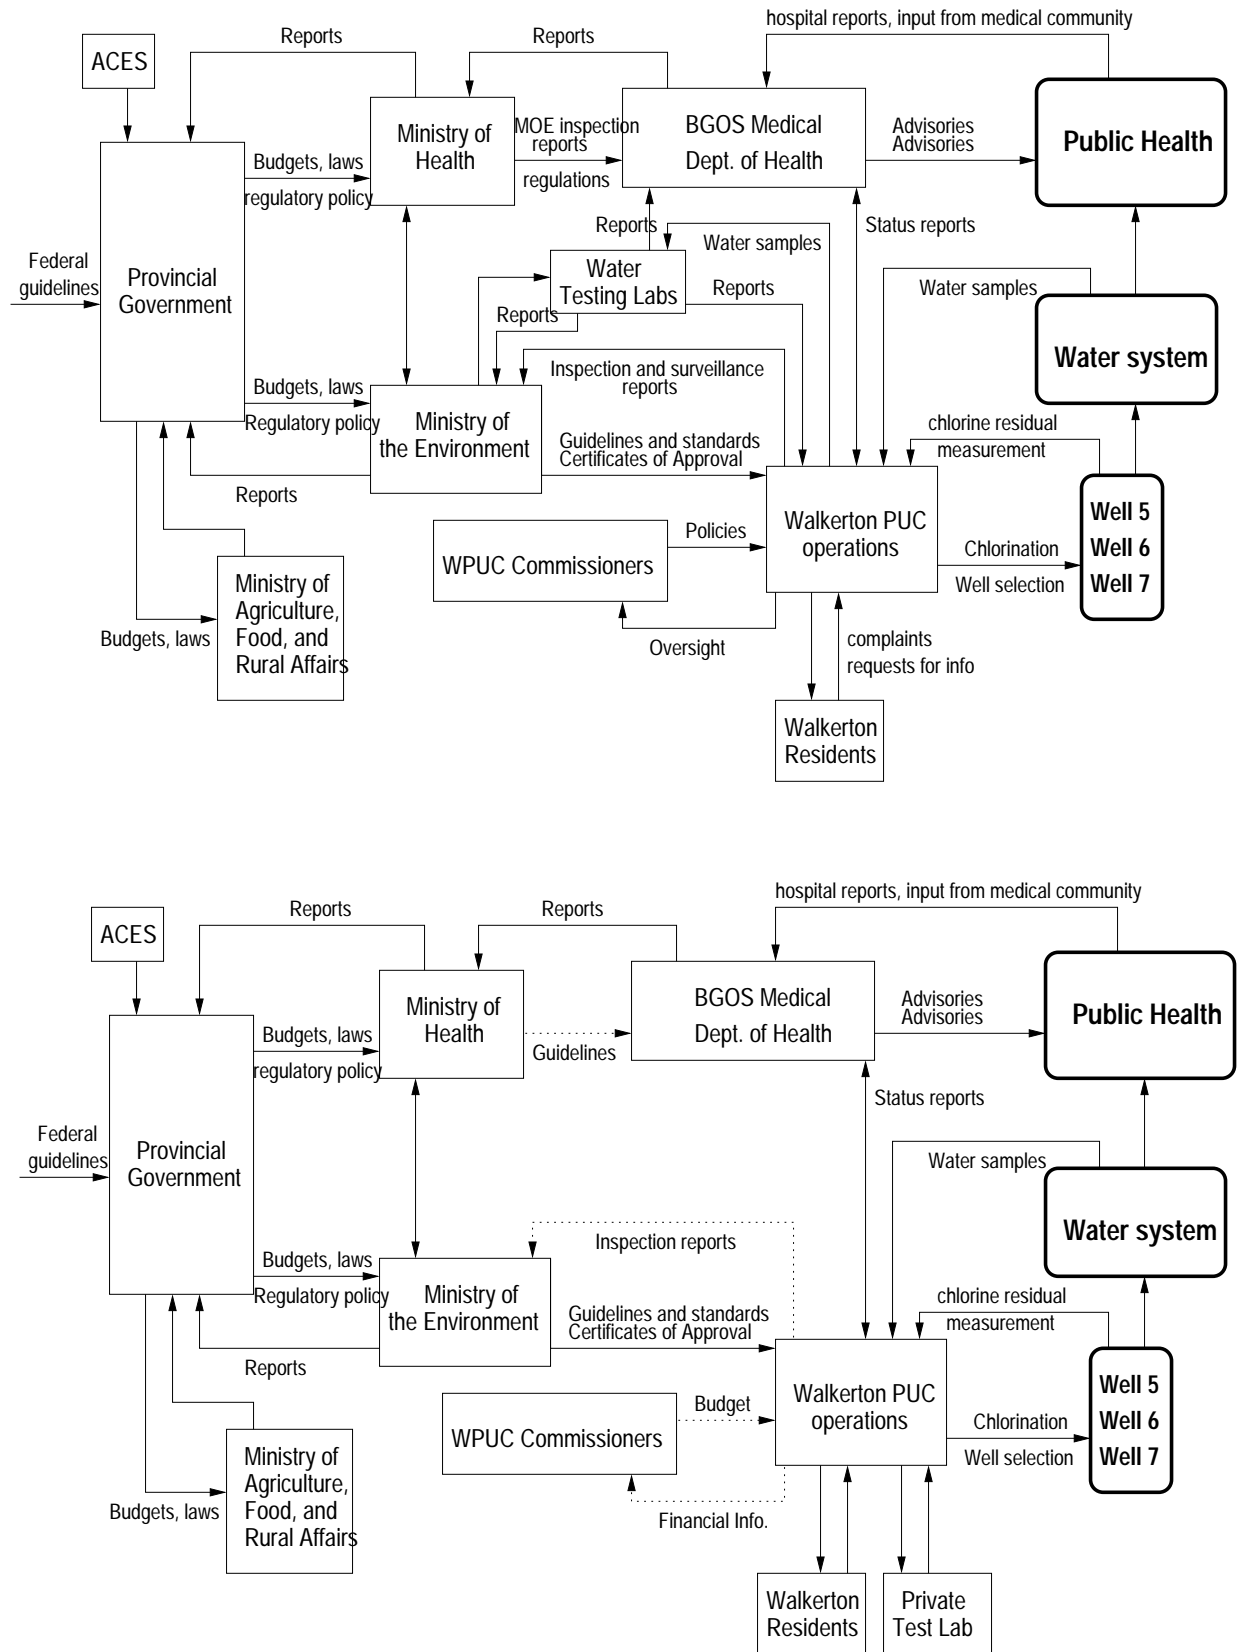 hospital reports, input from medical community
Reports
Reports
ACES
Ministry of
Health
MOE inspection
reports
regulations
BGOS Medical
Dept. of Health
Advisories
Advisories
Public Health
Budgets, laws
regulatory policy
Federal
guidelines
Provincial
Government
Reports
Water samples
Status reports
Water
Testing Labs
Reports
Water samples
Reports
Water system
Inspection and surveillance
reports
Budgets, laws
Regulatory policy
Ministry of
the Environment
Guidelines and standards
Certificates of Approval
chlorine residual
measurement
Reports
Walkerton PUC
operations
Well 5
Well 6
Well 7
WPUC Commissioners
Policies
Chlorination
Well selection
Ministry of
Agriculture,
Food, and
Rural Affairs
Budgets, laws
Oversight
complaints
requests for info
Walkerton
Residents
hospital reports, input from medical community
Reports
Reports
ACES
Ministry of
Health
Guidelines
BGOS Medical
Dept. of Health
Advisories
Advisories
Public Health
Budgets, laws
regulatory policy
Status reports
Federal
guidelines
Provincial
Government
Water samples
Water system
Inspection reports
Budgets, laws
Regulatory policy
Ministry of
the Environment
Guidelines and standards
Certificates of Approval
chlorine residual
measurement
Reports
Walkerton PUC
operations
Well 5
Well 6
Well 7
WPUC Commissioners
Budget
Chlorination
Well selection
Ministry of
Agriculture,
Food, and
Rural Affairs
Budgets, laws
Financial Info.
Walkerton
Residents
Private
Test Lab